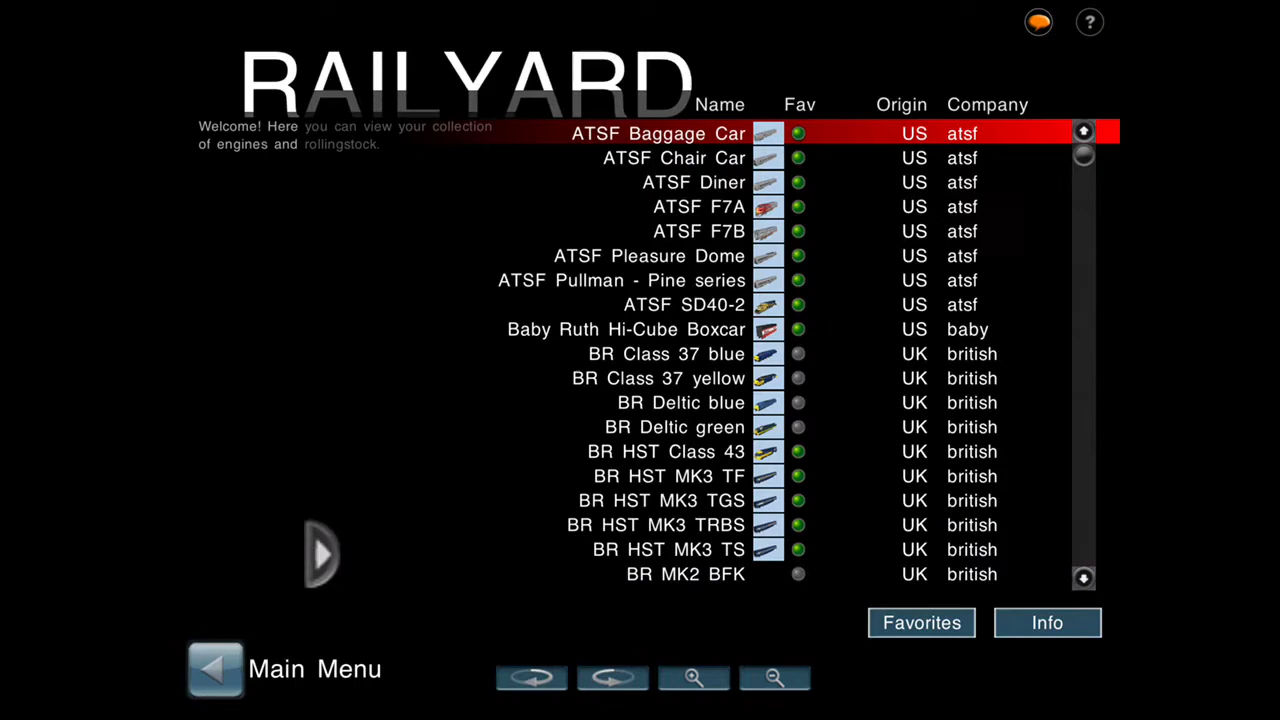 ?
RAILYARD
Welcome! Here you can view your collection
of engines and rollingstock.
Name Fav Origin Company
ATSF Baggage Car US atsf
ATSF Chair Car US atsf
ATSF Diner US atsf
ATSF F7A US atsf
ATSF F7B US atsf
ATSF Pleasure Dome US atsf
ATSF Pullman - Pine series US atsf
ATSF SD40-2 US atsf
Baby Ruth Hi-Cube Boxcar US baby
BR Class 37 blue UK british
BR Class 37 yellow UK british
BR Deltic blue UK british
BR Deltic green UK british
BR HST Class 43 UK british
BR HST MK3 TF UK british
BR HST MK3 TGS UK british
BR HST MK3 TRBS UK british
BR HST MK3 TS UK british
BR MK2 BFK UK british
Favorites Info
Main Menu